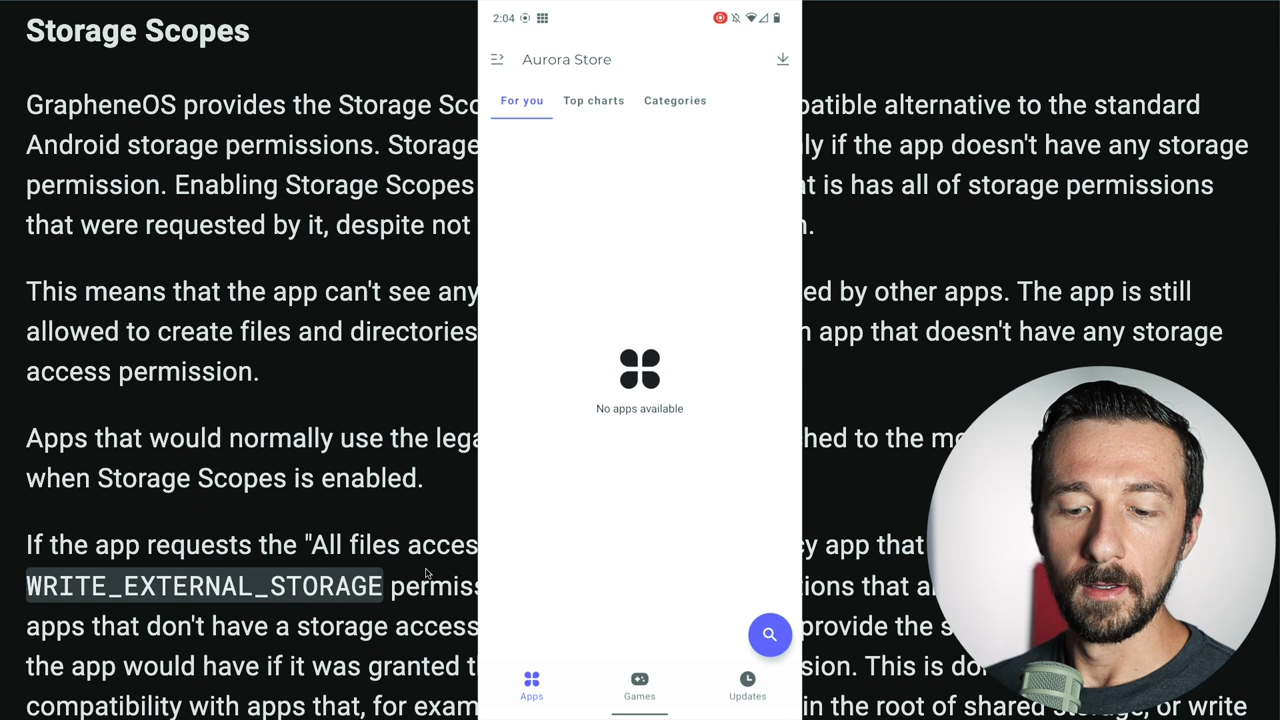 Storage Scopes
GrapheneOS provides the Storage Sco
patible alternative to the standard
Android storage permissions. Storage
ly if the app doesn't have any storage
permission. Enabling Storage Scopes
at is has all of storage permissions
that were requested by it, despite not
n.
This means that the app can't see any
ed by other apps. The app is still
allowed to create files and directories
n app that doesn't have any storage
access permission.
Apps that would normally use the lega
ched to the mo
when Storage Scopes is enabled.
If the app requests the "All files acces
cy app that
WRITE_EXTERNAL_STORAGE permiss
tions that a
apps that don't have a storage access
provide the s
the app would have if it was granted t
sion. This is do
compatibility with apps that, for exam
in the root of shared storage, or write
2:04
Aurora Store
For you Top charts Categories
No apps available
Apps Games Updates